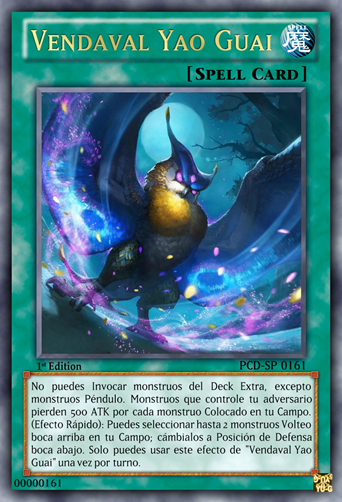 Vendaval Yao Guai
SPELL
魔
[Spell Card]
1st Edition
PCD-SP 0161
No puedes Invocar monstruos del Deck Extra, excepto
monstruos Péndulo. Monstruos que controle tu adversario
pierden 500 ATK por cada monstruo Colocado en tu Campo.
(Efecto Rápido): Puedes seleccionar hasta 2 monstruos Volteo
boca arriba en tu Campo; cámbialos a Posición de Defensa
boca abajo. Solo puedes usar este efecto de "Vendaval Yao
Guai" una vez por turno.
00000161